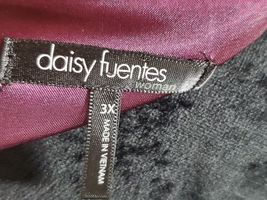 daisy fuentes
woman
3X
MADE IN VIETNAM